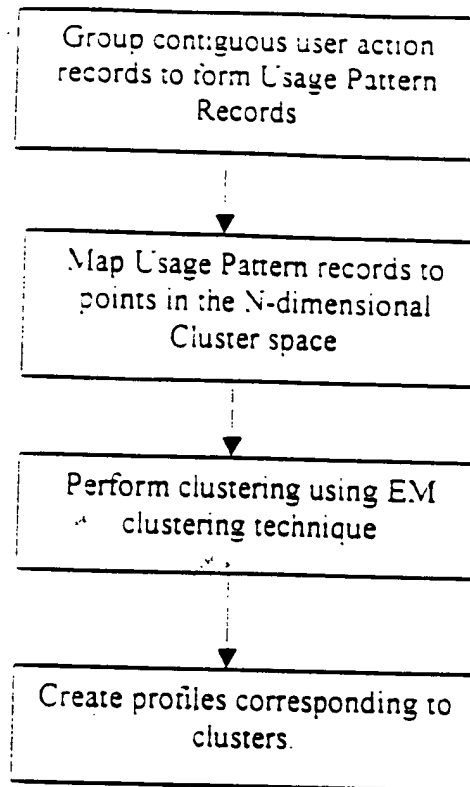 Group contiguous user action
records to form Usage Pattern
Records
Map Usage Pattern records to
points in the N-dimensional
Cluster space
Perform clustering using EM
clustering technique
Create profiles corresponding to
clusters.